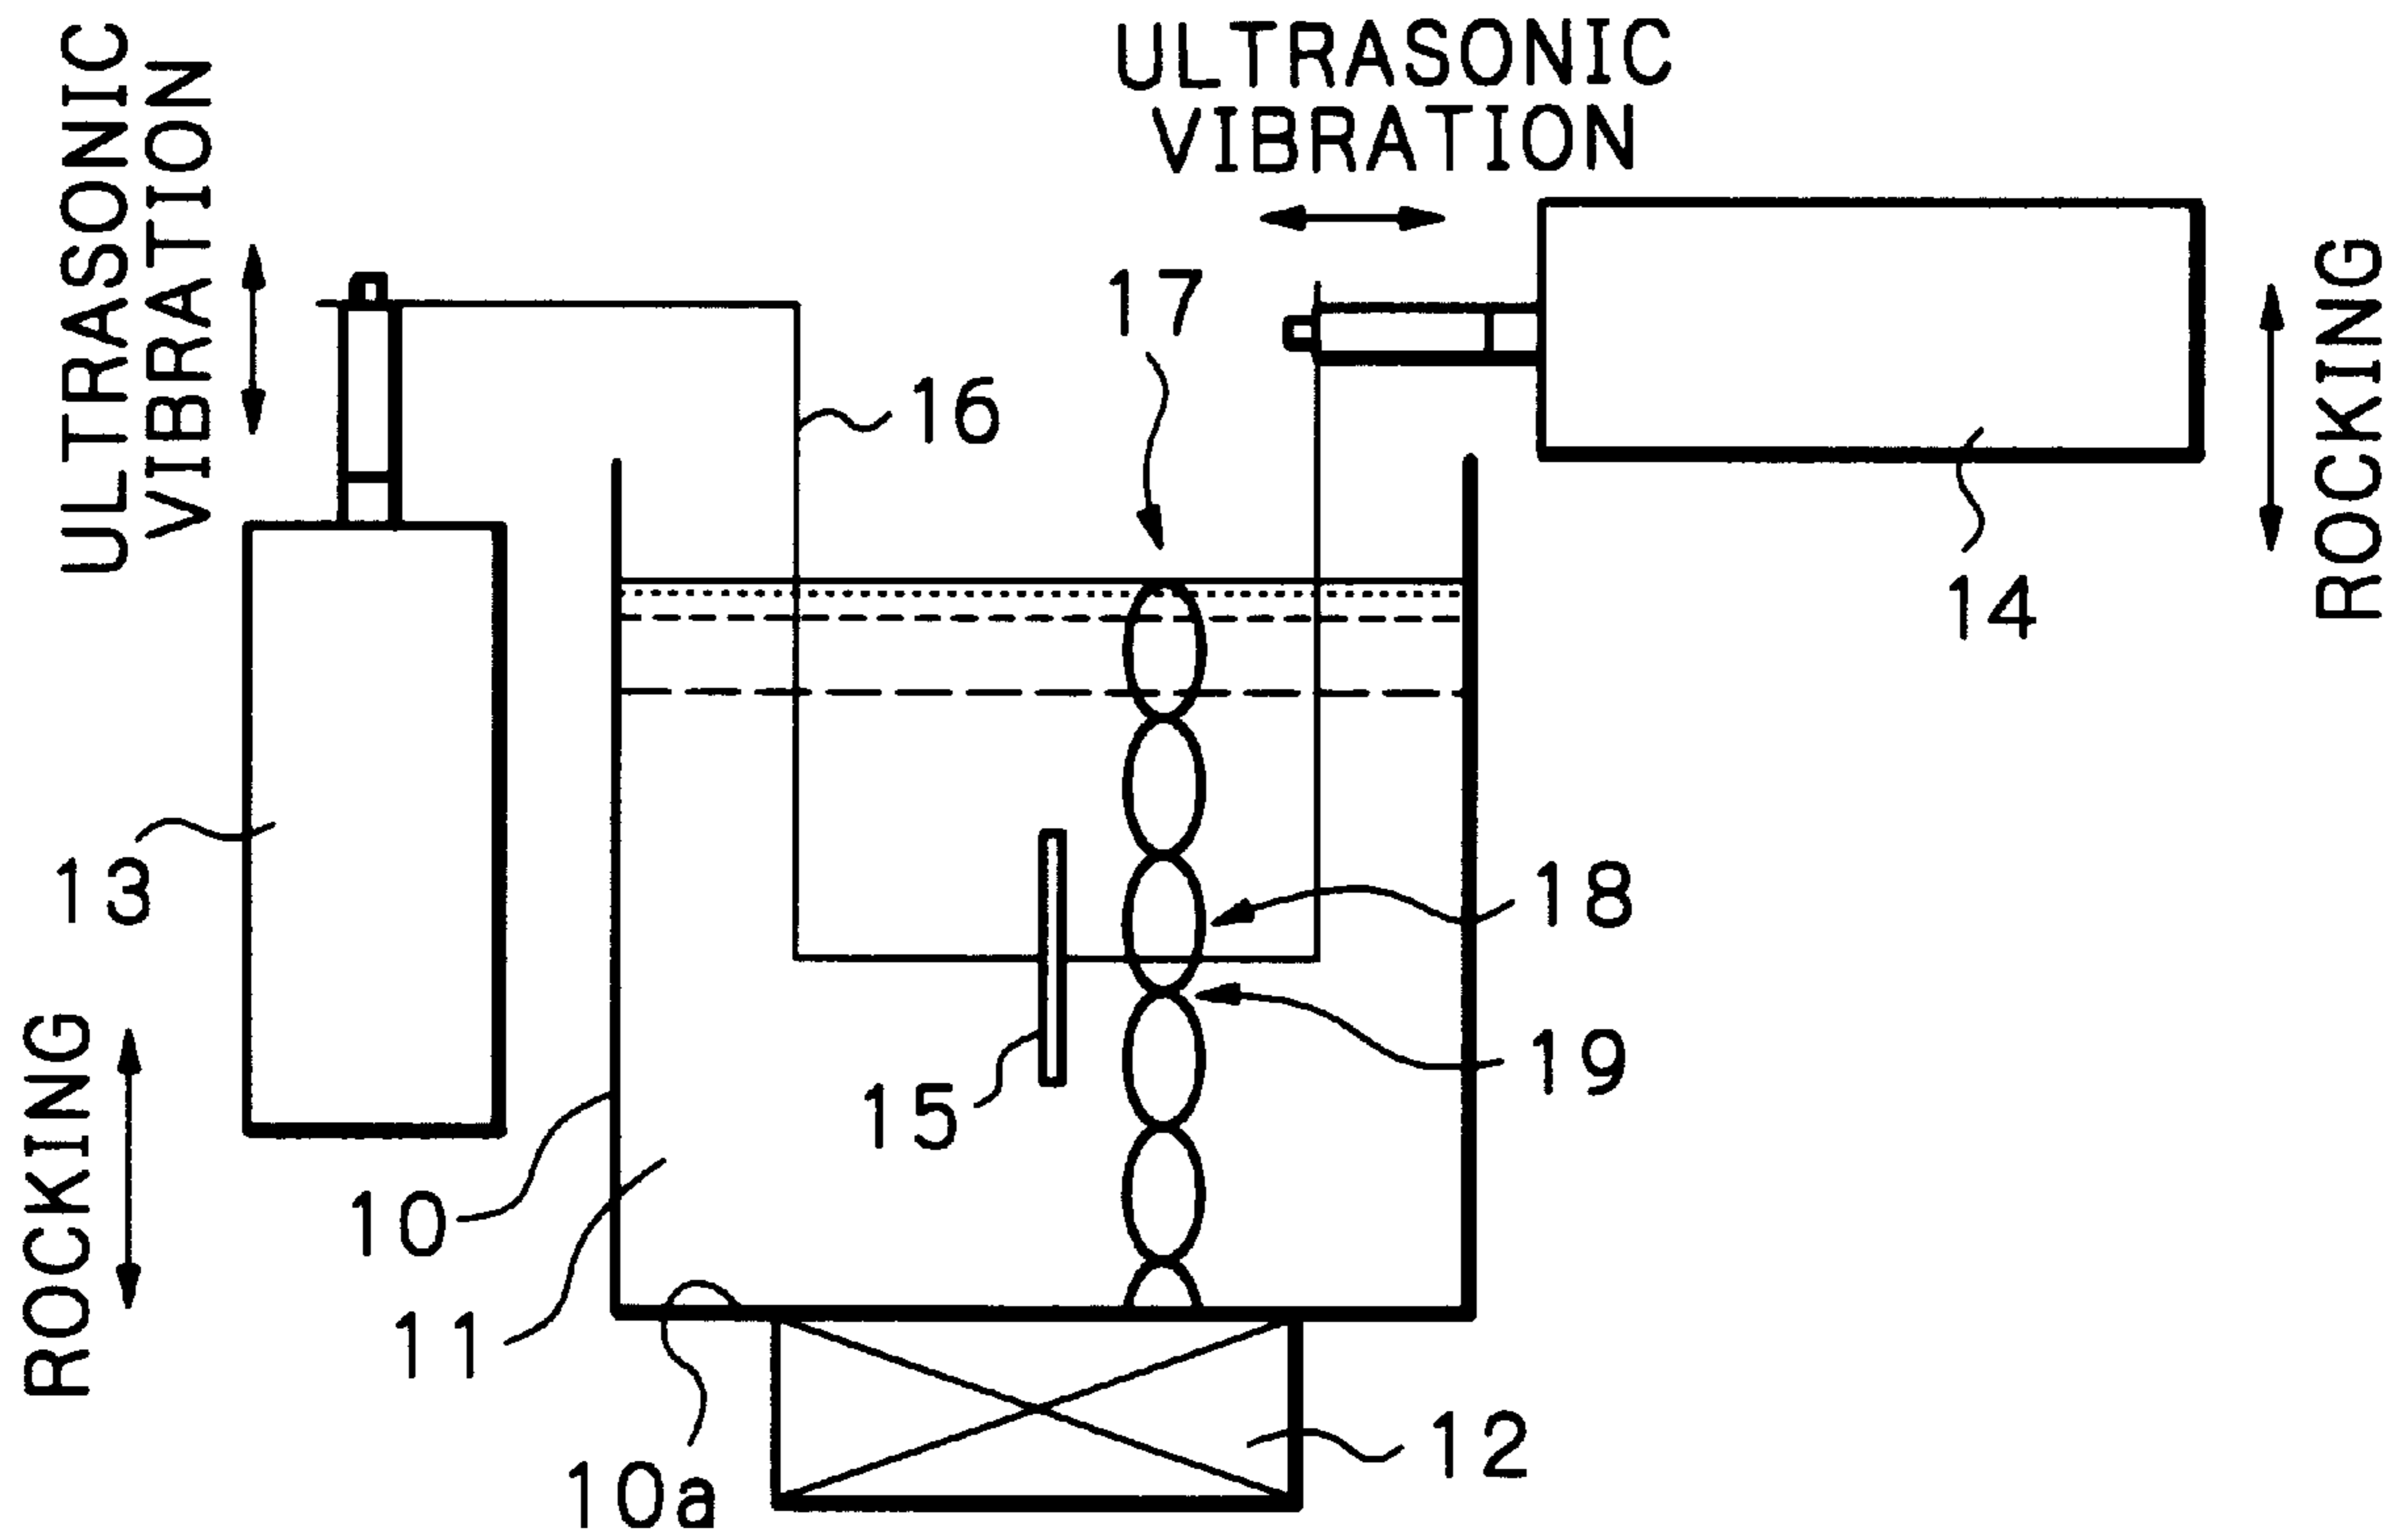 ULTRASONIC
VIBRATION
ULTRASONIC
VIBRATION
17
16
ROCKING
14
13
18
19
15
ROCKING
10
11
12
10a